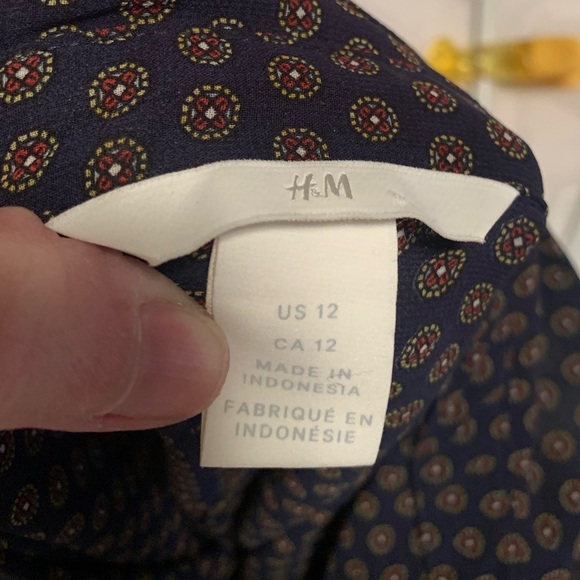 H&M
US 12
CA 12
MADE IN
INDONESIA
FABRIQUÉ EN
INDONÉSIE